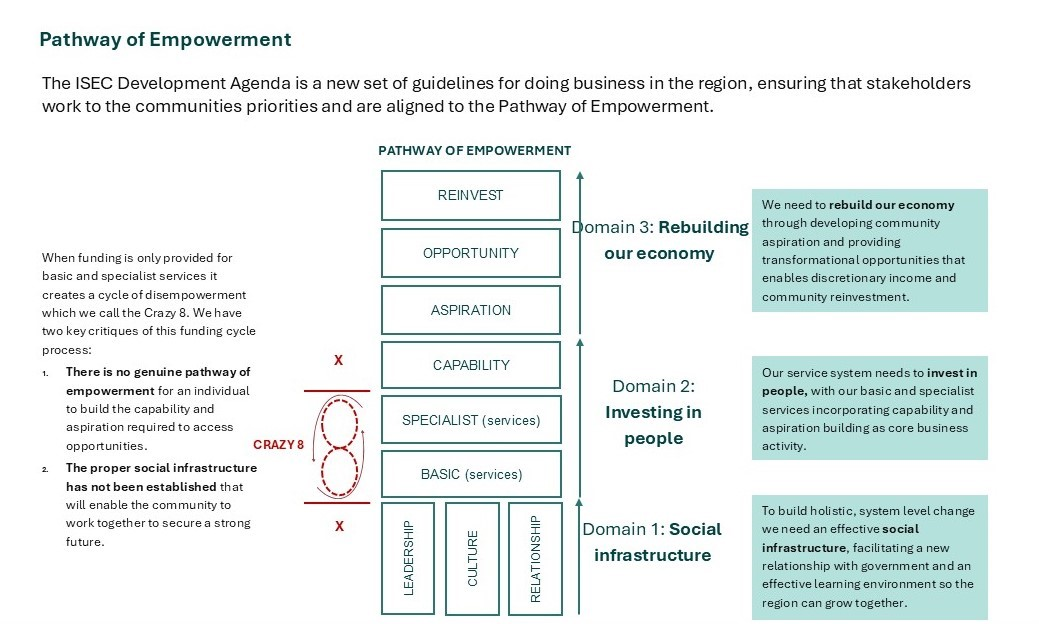 Pathway of Empowerment
The ISEC Development Agenda is a new set of guidelines for doing business in the region, ensuring that stakeholders
work to the communities priorities and are aligned to the Pathway of Empowerment.
When funding is only provided for
basic and specialist services it
creates a cycle of disempowerment
which we call the Crazy 8. We have
two key critiques of this funding cycle
process:
1. There is no genuine pathway of
empowerment for an individual
to build the capability and
aspiration required to access
opportunities.
2. The proper social infrastructure
has not been established that
will enable the community to
work together to secure a strong
future.
X
CRAZY 8
X
PATHWAY OF EMPOWERMENT
REINVEST
OPPORTUNITY
ASPIRATION
CAPABILITY
SPECIALIST (services)
BASIC (services)
LEADERSHIP
CULTURE
RELATIONSHIP
Domain 3: Rebuilding
our economy
Domain 2:
Investing in
people
Domain 1: Social
infrastructure
We need to rebuild our economy
through developing community
aspiration and providing
transformational opportunities that
enables discretionary income and
community reinvestment.
Our service system needs to invest in
people, with our basic and specialist
services incorporating capability and
aspiration building as core business
activity.
To build holistic, system level change
we need an effective social
infrastructure, facilitating a new
relationship with government and an
effective learning environment so the
region can grow together.